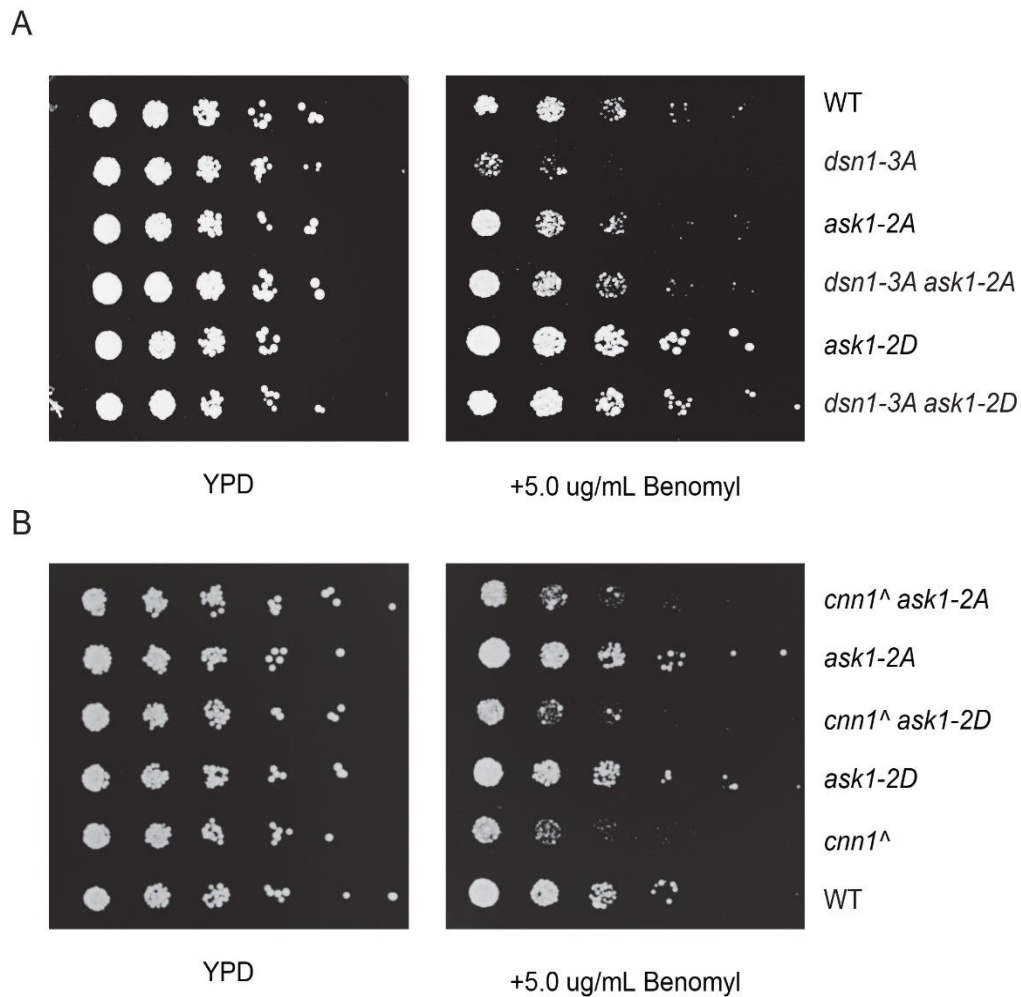 A
WT
dsn1-3A
ask1-2A
dsn1-3A ask1-2A
ask1-2D
dsn1-3A ask1-2D
YPD
+5.0 ug/mL Benomyl
B
cnn1^ ask1-2A
ask1-2A
cnn1^ ask1-2D
ask1-2D
cnn1^
WT
YPD
+5.0 ug/mL Benomyl